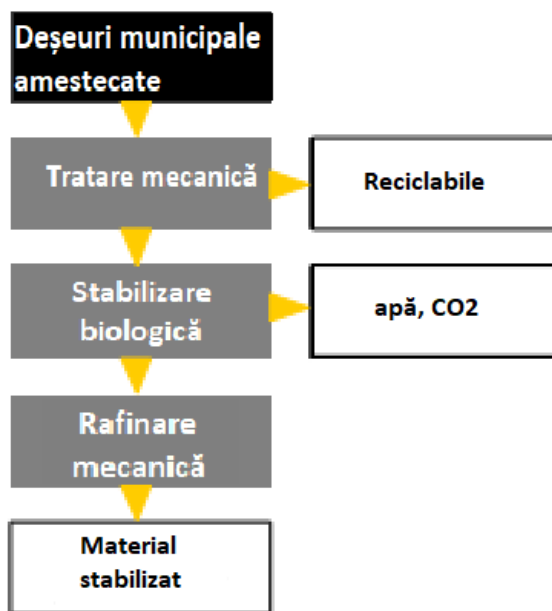 Deșeuri municipale
amestecate
Tratare mecanică
Reciclabile
Stabilizare
biologică
apă, CO2
Rafinare
mecanică
Material
stabilizat